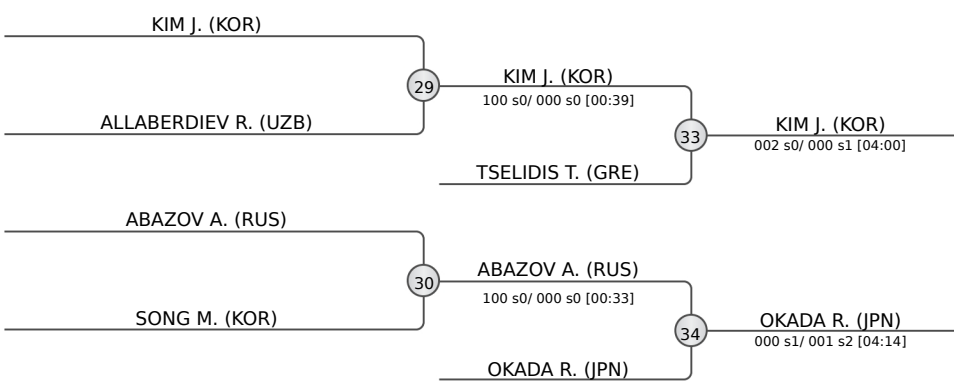 KIM J. (KOR)
29
ALLABERDIEV R. (UZB)
KIM J. (KOR)
100 s0/ 000 s0 [00:39]
33
TSELIDIS T. (GRE)
KIM J. (KOR)
002 s0/ 000 s1 [04:00]
ABAZOV A. (RUS)
30
SONG M. (KOR)
ABAZOV A. (RUS)
100 s0/ 000 s0 [00:33]
34
OKADA R. (JPN)
OKADA R. (JPN)
000 s1/ 001 s2 [04:14]